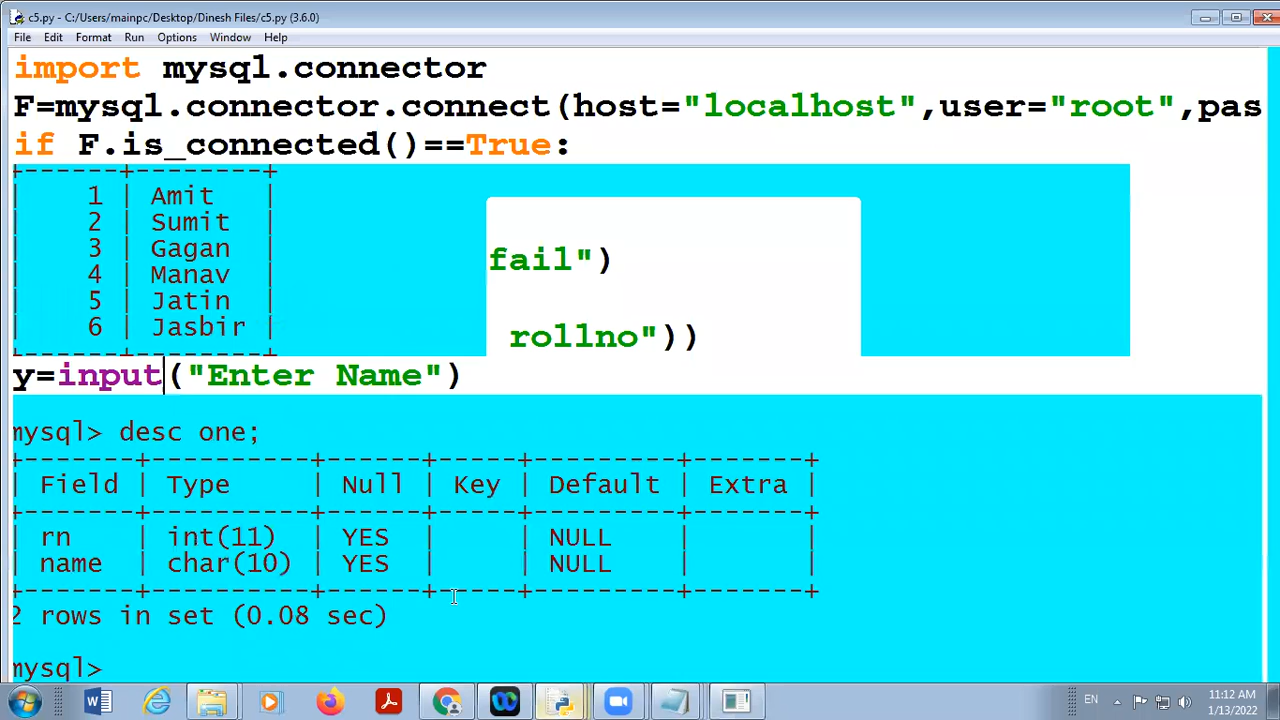 c5.py - C:/Users/mainpc/Desktop/Dinesh Files/c5.py (3.6.0)
File Edit Format Run Options Window Help
import mysql.connector
F=mysql.connector.connect(host="localhost",user="root",pas
if F.is_connected()==True:
+------+--------+
| 1 | Amit |
| 2 | Sumit |
| 3 | Gagan |
| 4 | Manav |
| 5 | Jatin |
| 6 | Jasbir |
+------+--------+
fail")
rollno"))
y=input("Enter Name")
mysql> desc one;
+------+----------+------+-----+---------+-------+
| Field | Type | Null | Key | Default | Extra |
+------+----------+------+-----+---------+-------+
| rn | int(11) | YES | | NULL | |
| name | char(10) | YES | | NULL | |
+------+----------+------+-----+---------+-------+
2 rows in set (0.08 sec)
mysql>
EN
11:12 AM
1/13/2022